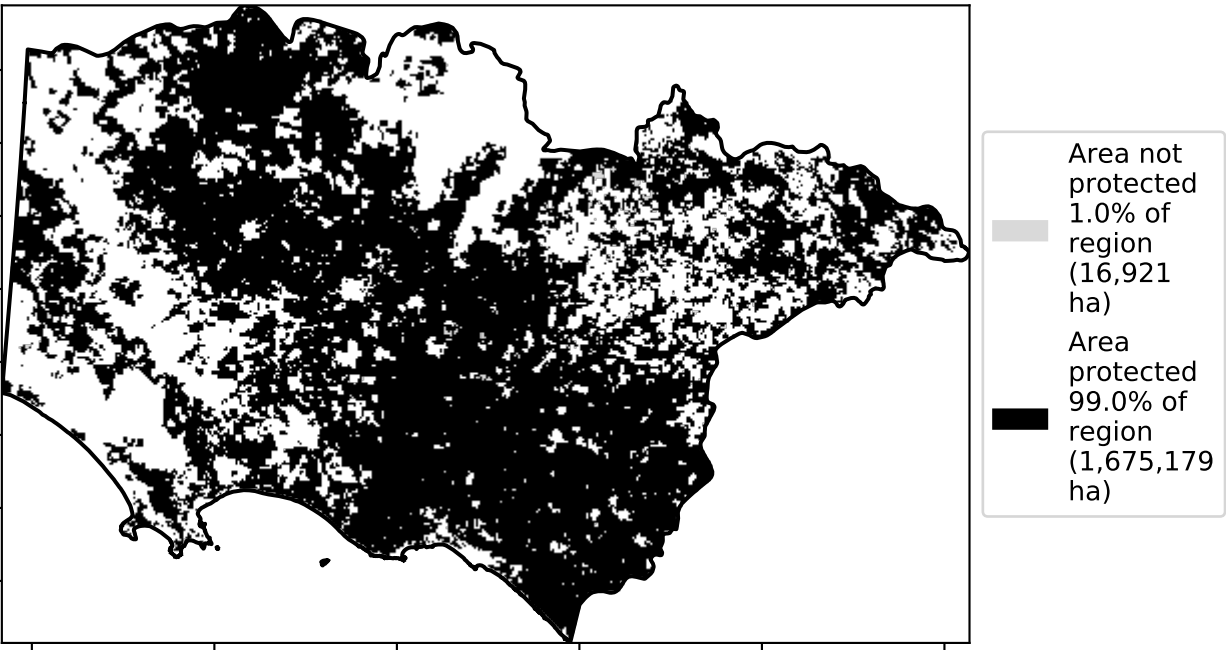 Area not
protected
1.0% of
region
(16,921
ha)
Area
protected
99.0% of
region
(1,675,179
ha)